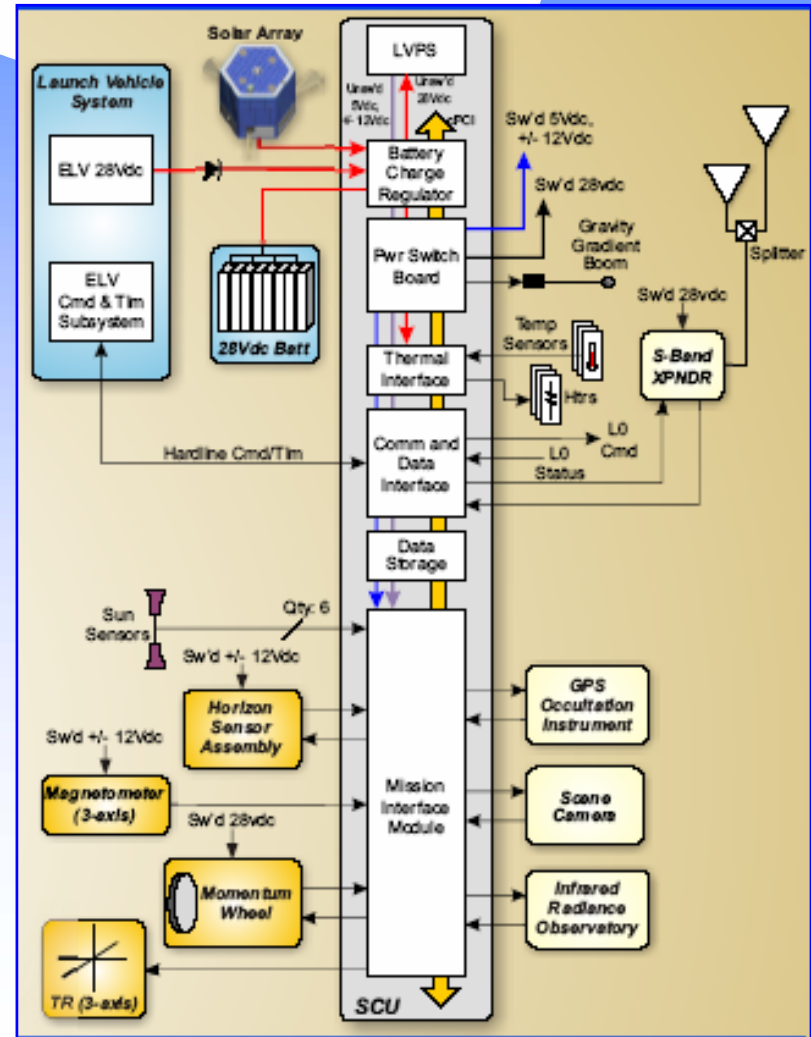 Solar Array
LVPS
Launch Vehicle
System
Unsw'd
5Vdc,
+/- 12Vdc
Unsw'd
28Vdc
cPCI
Sw'd 5Vdc,
+/- 12Vdc
ELV 28Vdc
Battery
Charge
Regulator
Sw'd 28vdc
Gravity
Gradient
Boom
Pwr Switch
Board
Splitter
ELV
Cmd & Tlm
Subsystem
28Vdc Batt
Sw'd 28vdc
Temp
Sensors
Thermal
Interface
S-Band
XPNDR
Htrs
Hardline Cmd/Tlm
Comm and
Data
Interface
L0
Cmd
L0
Status
Data
Storage
Sun
Sensors
Qty: 6
Sw'd +/- 12Vdc
Horizon
Sensor
Assembly
GPS
Occultation
Instrument
Sw'd +/- 12Vdc
Magnetometer
(3-axis)
Mission
Interface
Module
Scene
Camera
Sw'd 28vdc
Momentum
Wheel
Infrared
Radiance
Observatory
TR (3-axis)
SCU